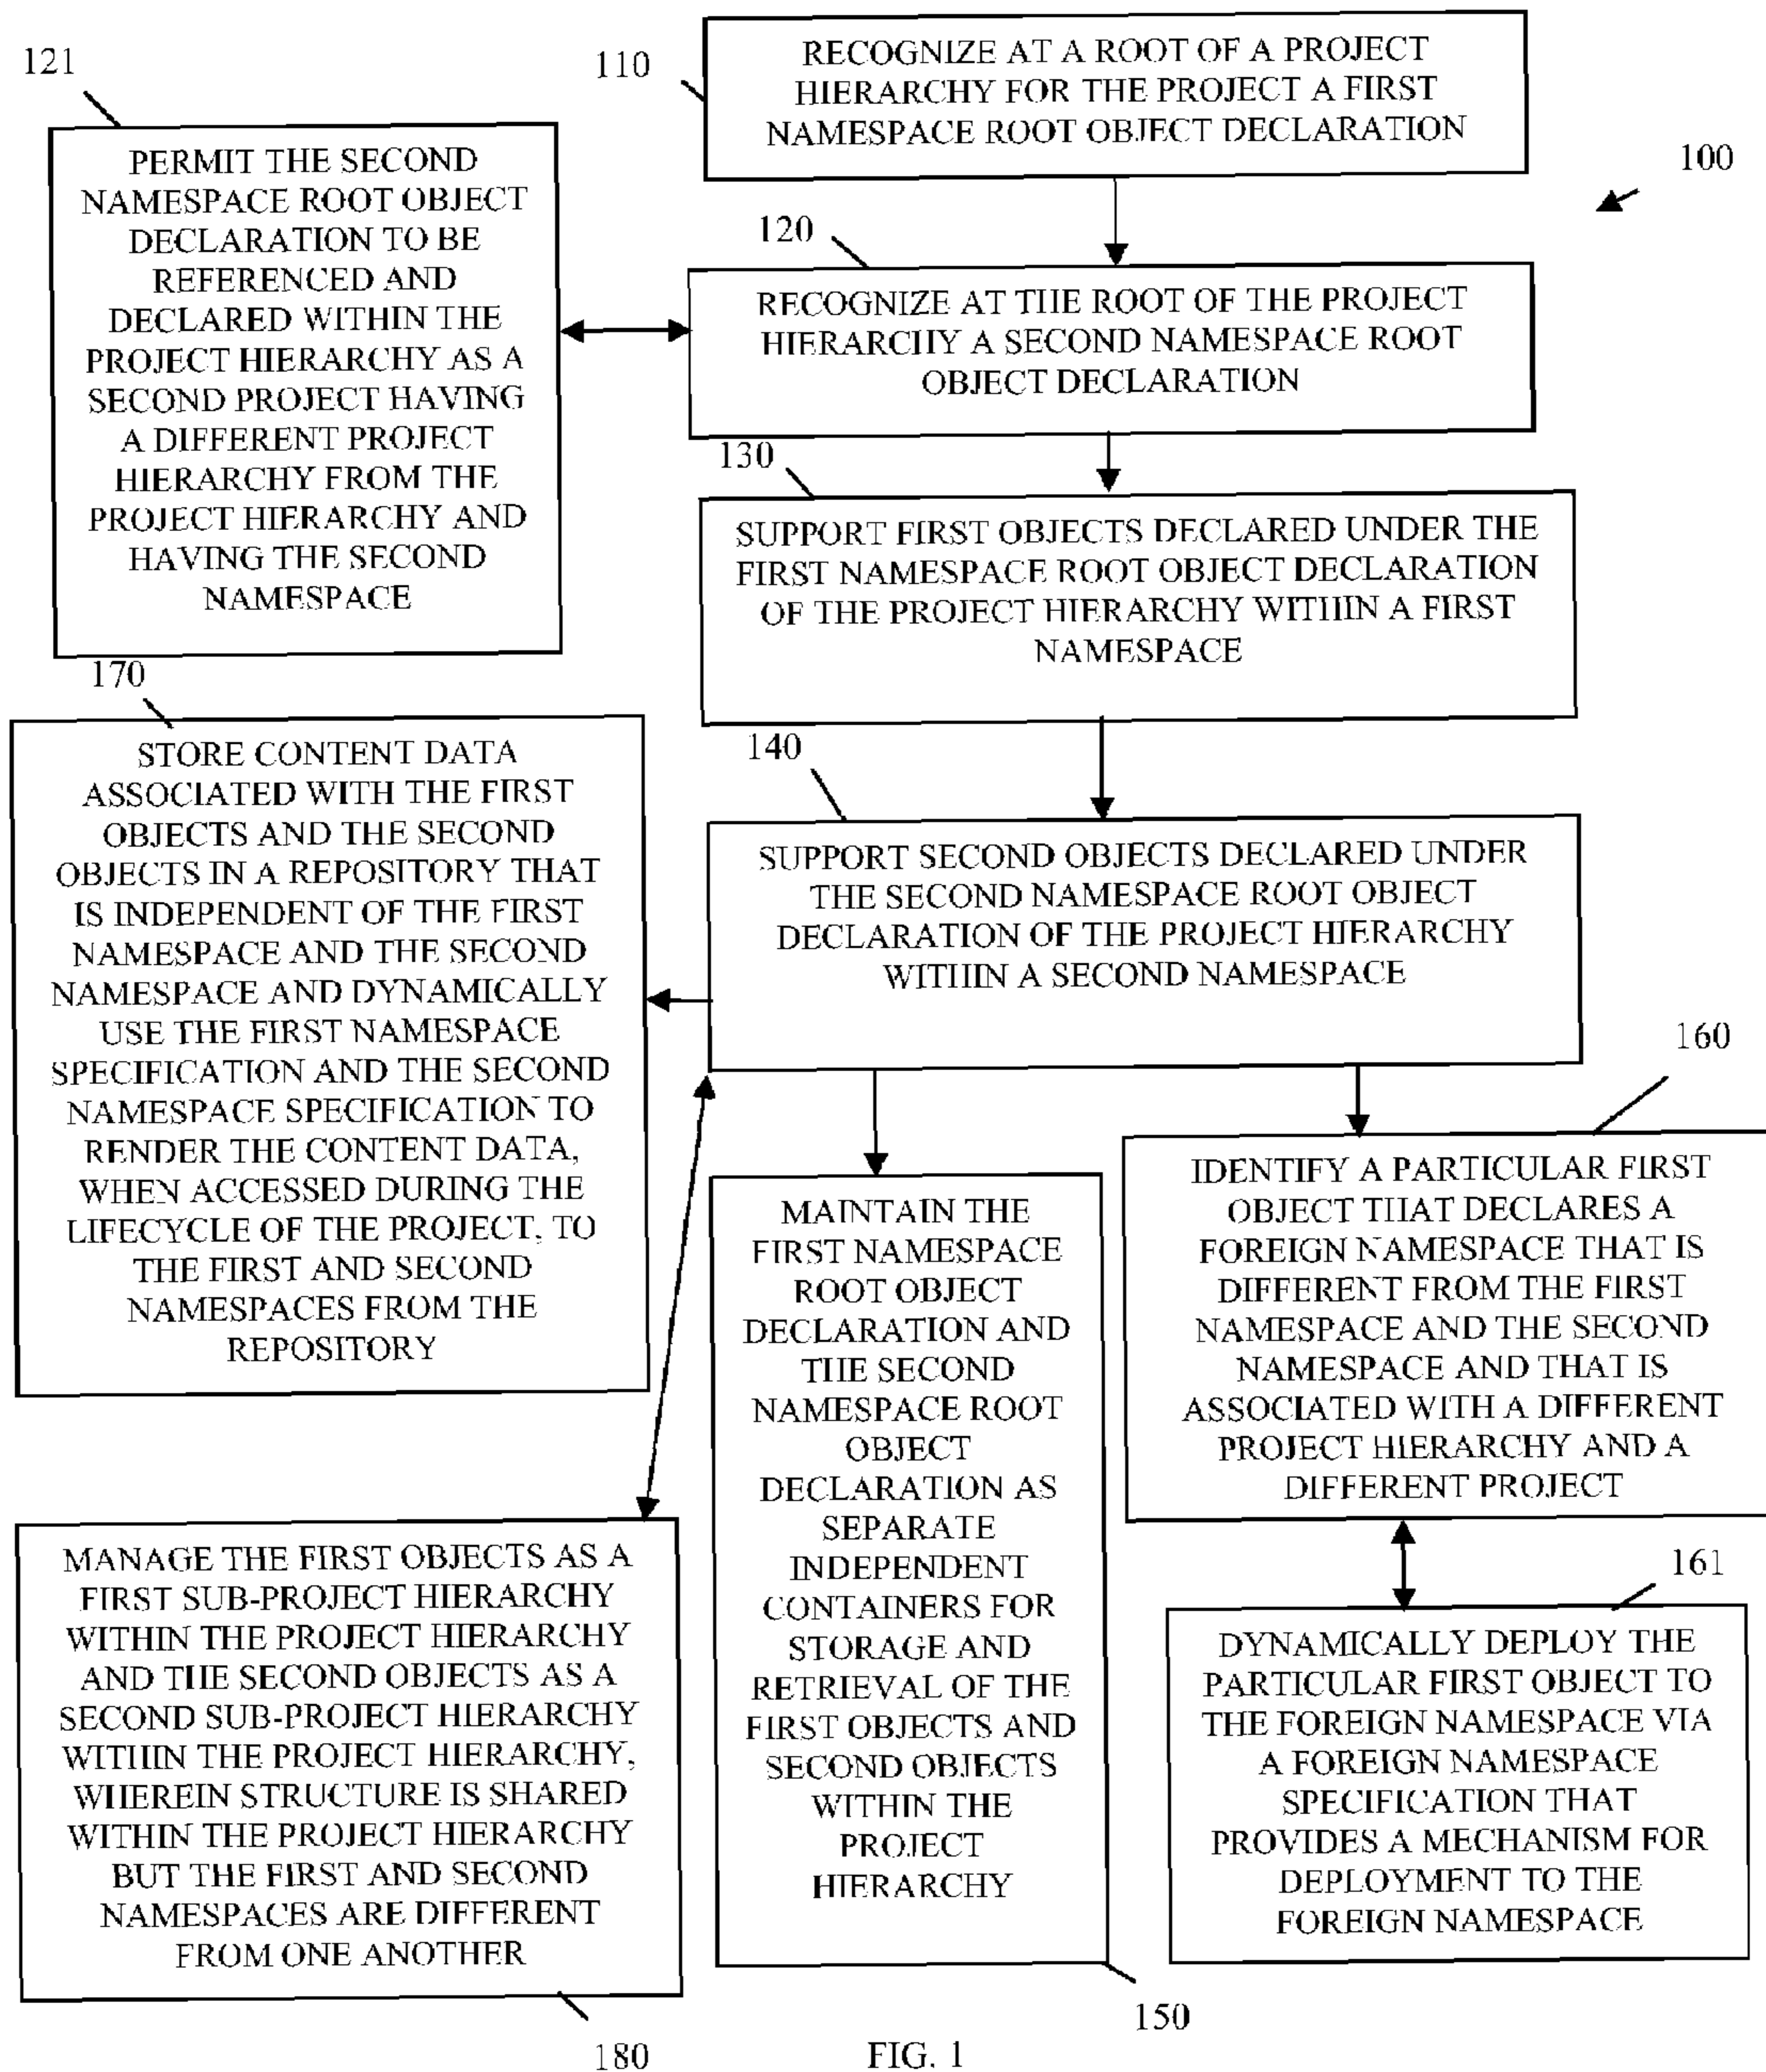 110
RECOGNIZE AT A ROOT OF A PROJECT
HIERARCHY FOR THE PROJECT A FIRST
NAMESPACE ROOT OBJECT DECLARATION
100
121
PERMIT THE SECOND
NAMESPACE ROOT OBJECT
DECLARATION TO BE
REFERENCED AND
DECLARED WITHIN THE
PROJECT HIERARCHY AS A
SECOND PROJECT HAVING
A DIFFERENT PROJECT
HIERARCHY FROM THE
PROJECT HIERARCHY AND
HAVING THE SECOND
NAMESPACE
120
RECOGNIZE AT THE ROOT OF THE PROJECT
HIERARCHY A SECOND NAMESPACE ROOT
OBJECT DECLARATION
130
SUPPORT FIRST OBJECTS DECLARED UNDER THE
FIRST NAMESPACE ROOT OBJECT DECLARATION
OF THE PROJECT HIERARCHY WITHIN A FIRST
NAMESPACE
140
SUPPORT SECOND OBJECTS DECLARED UNDER
THE SECOND NAMESPACE ROOT OBJECT
DECLARATION OF THE PROJECT HIERARCHY
WITHIN A SECOND NAMESPACE
170
STORE CONTENT DATA
ASSOCIATED WITH THE FIRST
OBJECTS AND THE SECOND
OBJECTS IN A REPOSITORY THAT
IS INDEPENDENT OF THE FIRST
NAMESPACE AND THE SECOND
NAMESPACE AND DYNAMICALLY
USE THE FIRST NAMESPACE
SPECIFICATION AND THE SECOND
NAMESPACE SPECIFICATION TO
RENDER THE CONTENT DATA,
WHEN ACCESSED DURING THE
LIFECYCLE OF THE PROJECT, TO
THE FIRST AND SECOND
NAMESPACES FROM THE
REPOSITORY
160
IDENTIFY A PARTICULAR FIRST
OBJECT THAT DECLARES A
FOREIGN NAMESPACE THAT IS
DIFFERENT FROM THE FIRST
NAMESPACE AND THE SECOND
NAMESPACE AND THAT IS
ASSOCIATED WITH A DIFFERENT
PROJECT HIERARCHY AND A
DIFFERENT PROJECT
MAINTAIN THE
FIRST NAMESPACE
ROOT OBJECT
DECLARATION AND
THE SECOND
NAMESPACE ROOT
OBJECT
DECLARATION AS
SEPARATE
INDEPENDENT
CONTAINERS FOR
STORAGE AND
RETRIEVAL OF THE
FIRST OBJECTS AND
SECOND OBJECTS
WITHIN THE
PROJECT
HIERARCHY
150
161
DYNAMICALLY DEPLOY THE
PARTICULAR FIRST OBJECT TO
THE FOREIGN NAMESPACE VIA
A FOREIGN NAMESPACE
SPECIFICATION THAT
PROVIDES A MECHANISM FOR
DEPLOYMENT TO THE
FOREIGN NAMESPACE
MANAGE THE FIRST OBJECTS AS A
FIRST SUB-PROJECT HIERARCHY
WITHIN THE PROJECT HIERARCHY
AND THE SECOND OBJECTS AS A
SECOND SUB-PROJECT HIERARCHY
WITHIN THE PROJECT HIERARCHY,
WHEREIN STRUCTURE IS SHARED
WITHIN THE PROJECT HIERARCHY
BUT THE FIRST AND SECOND
NAMESPACES ARE DIFFERENT
FROM ONE ANOTHER
180
FIG. 1